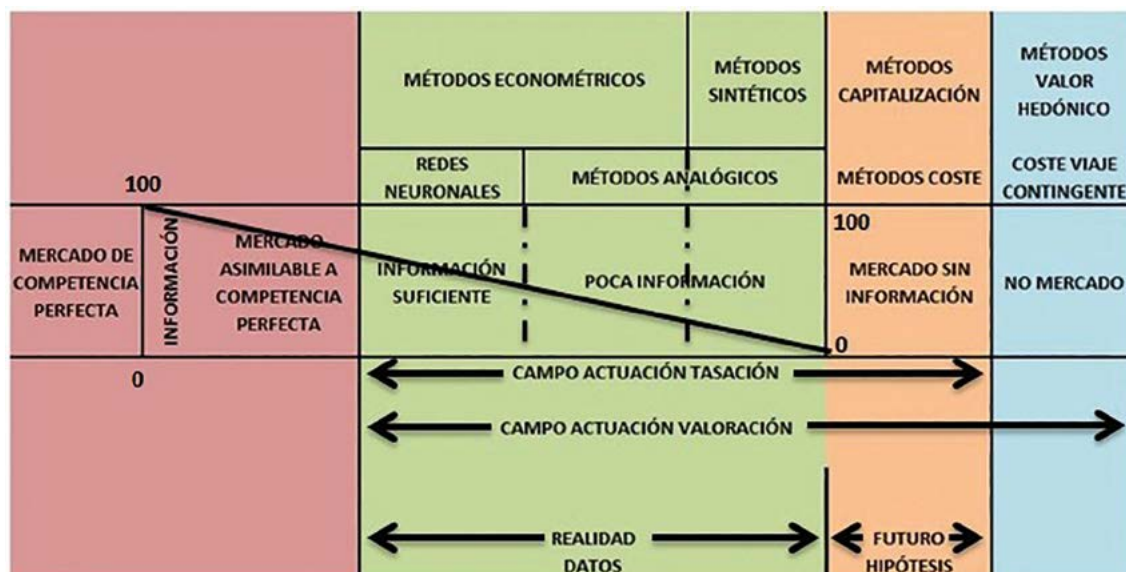 MÉTODOS ECONOMÉTRICOS
MÉTODOS
SINTÉTICOS
MÉTODOS
CAPITALIZACIÓN
MÉTODOS
VALOR
HEDÓNICO
REDES
NEURONALES
MÉTODOS ANALÓGICOS
MÉTODOS COSTE
COSTE VIAJE
CONTINGENTE
100
MERCADO DE
COMPETENCIA
PERFECTA
INFORMACIÓN
MERCADO
ASIMILABLE A
COMPETENCIA
PERFECTA
INFORMACIÓN
SUFICIENTE
POCA INFORMACIÓN
100
MERCADO SIN
INFORMACIÓN
0
NO MERCADO
0
CAMPO ACTUACIÓN TASACIÓN
CAMPO ACTUACIÓN VALORACIÓN
REALIDAD
DATOS
FUTURO
HIPÓTESIS